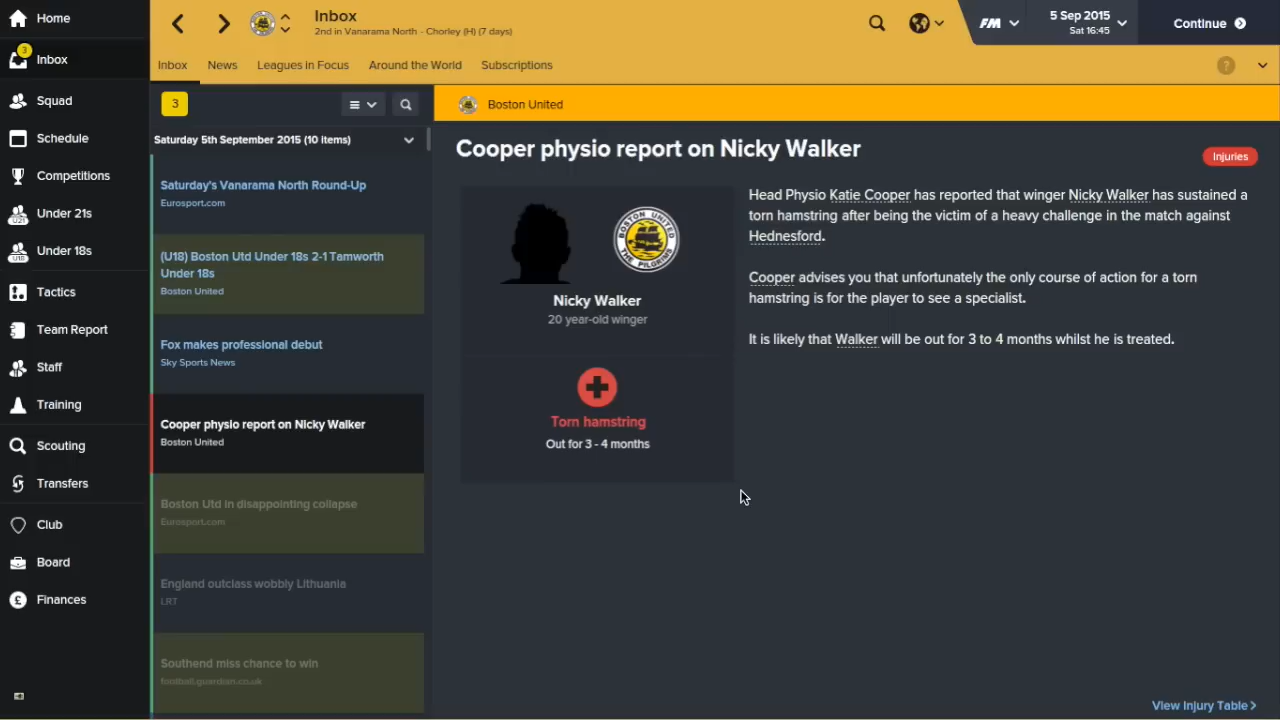 Home
3
Inbox
Squad
Schedule
Competitions
U21
Under 21s
U18
Under 18s
Tactics
Team Report
Staff
Training
Scouting
Transfers
Club
Board
£ Finances
Inbox
2nd in Vanarama North - Chorley (H) (7 days)
FM
5 Sep 2015
Sat 16:45
Continue
Inbox News Leagues in Focus Around the World Subscriptions
?
3
Saturday 5th September 2015 (10 items)
Saturday's Vanarama North Round-Up
Eurosport.com
(U18) Boston Utd Under 18s 2-1 Tamworth
Under 18s
Boston United
Fox makes professional debut
Sky Sports News
Cooper physio report on Nicky Walker
Boston United
Boston Utd in disappointing collapse
Eurosport.com
England outclass wobbly Lithuania
LRT
Southend miss chance to win
football.guardian.co.uk
Boston United
Cooper physio report on Nicky Walker
Injuries
BOSTON UNITED
THE PILGRIMS
Nicky Walker
20 year-old winger
Torn hamstring
Out for 3 - 4 months
Head Physio Katie Cooper has reported that winger Nicky Walker has sustained a
torn hamstring after being the victim of a heavy challenge in the match against
Hednesford.
Cooper advises you that unfortunately the only course of action for a torn
hamstring is for the player to see a specialist.
It is likely that Walker will be out for 3 to 4 months whilst he is treated.
View Injury Table >